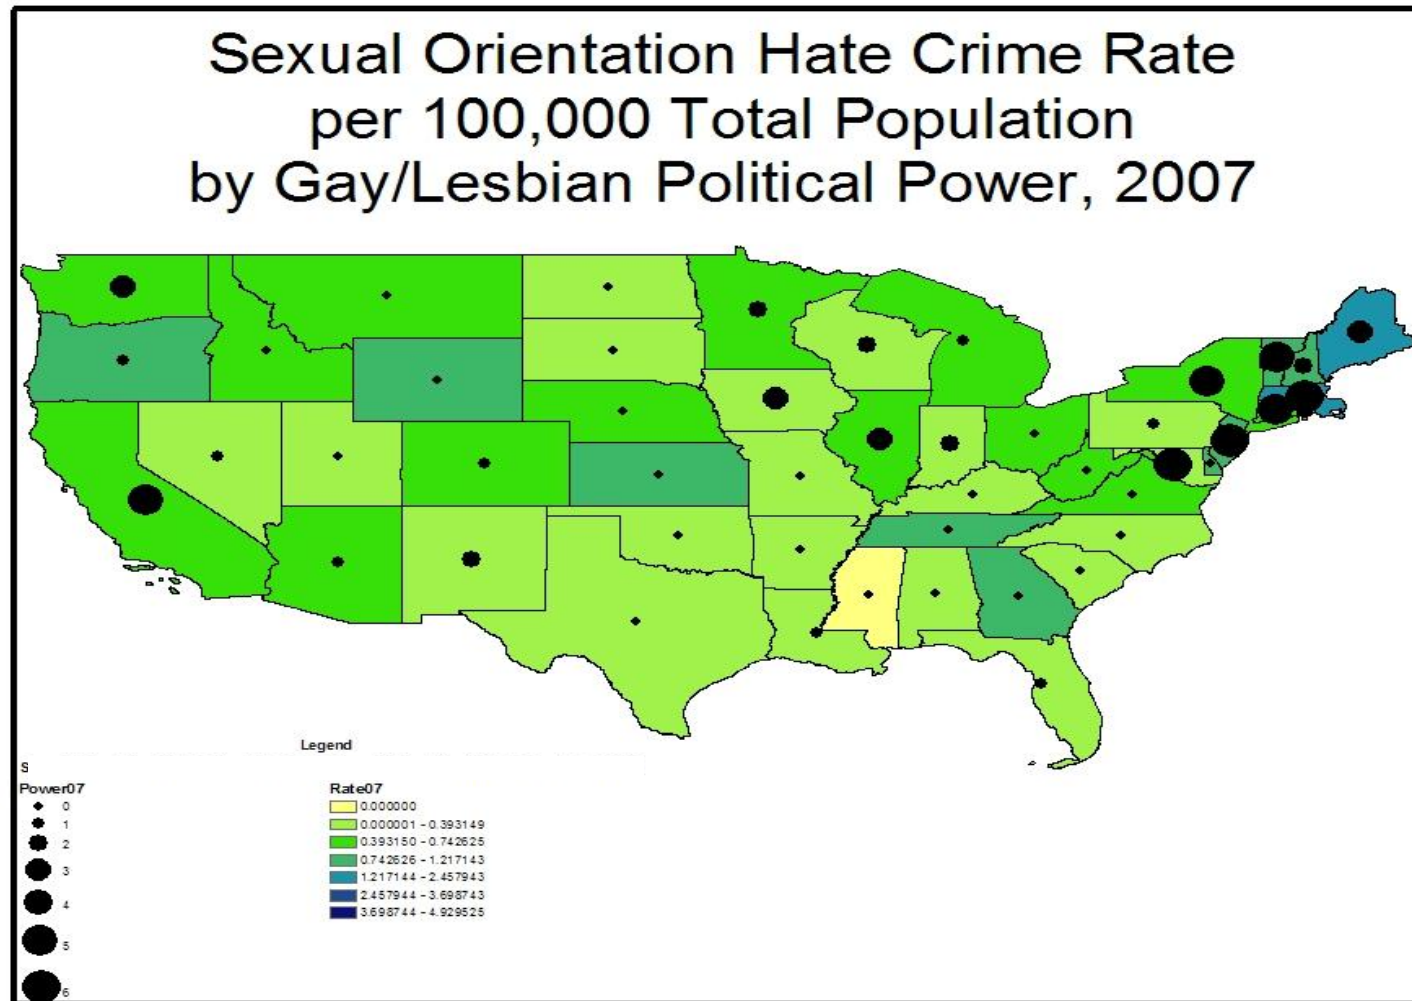 Sexual Orientation Hate Crime Rate
per 100,000 Total Population
by Gay/Lesbian Political Power, 2007
Legend
S
Power07
0
1
2
3
4
5
6
Rate07
0.000000
0.000001 - 0.393149
0.393150 - 0.742625
0.742626 - 1.217143
1.217144 - 2.457943
2.457944 - 3.698743
3.698744 - 4.929525